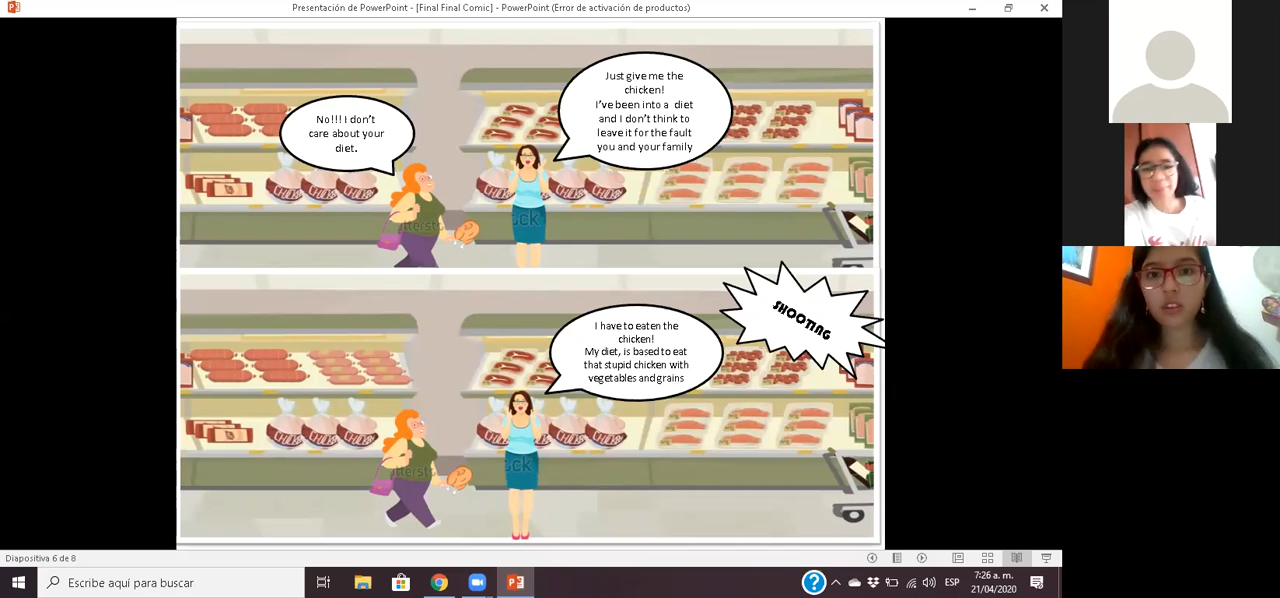 Presentación de PowerPoint - [Final Final Comic] - PowerPoint (Error de activación de productos)
Just give me the
chicken!
I've been into a diet
and I don't think to
leave it for the fault
you and your family
No!!! I don't
care about your
diet.
SHOOTING
I have to eaten the
chicken!
My diet, is based to eat
that stupid chicken with
vegetables and grains
Diapositiva 6 de 8
Escribe aquí para buscar
ESP
7:26 a. m.
21/04/2020